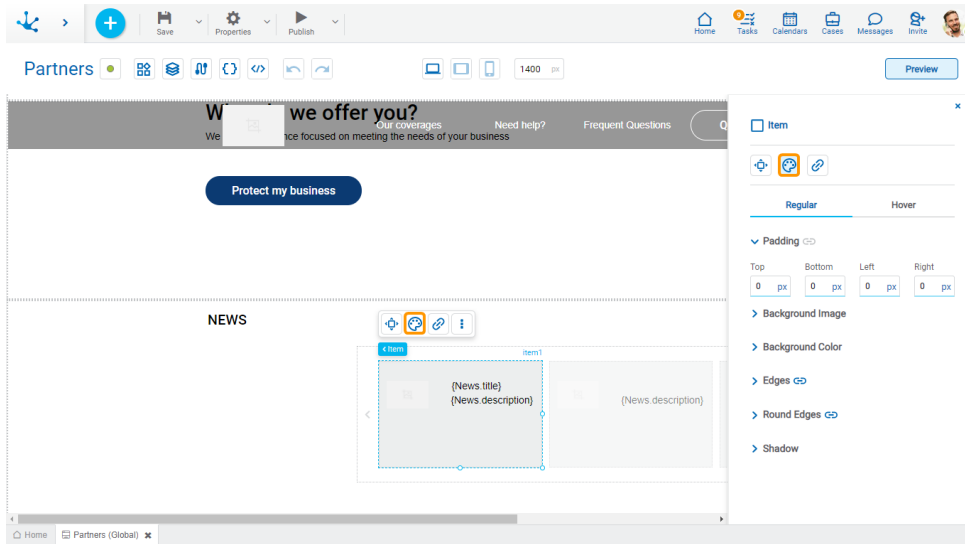 Save
Properties
Publish
Home
9
Tasks
Calendars
Cases
Messages
Invite
Partners
1400 px
Preview
we offer you?
Our coverages
Need help?
Frequent Questions
Q
We
nce focused on meeting the needs of your business
Protect my business
NEWS
Item
item1
{News.title}
{News.description}
{News.description}
×
Item
Regular
Hover
Padding
Top
Bottom
Left
Right
0 px
0 px
0 px
0 px
Background Image
Background Color
Edges
Round Edges
Shadow
Home
Partners (Global)